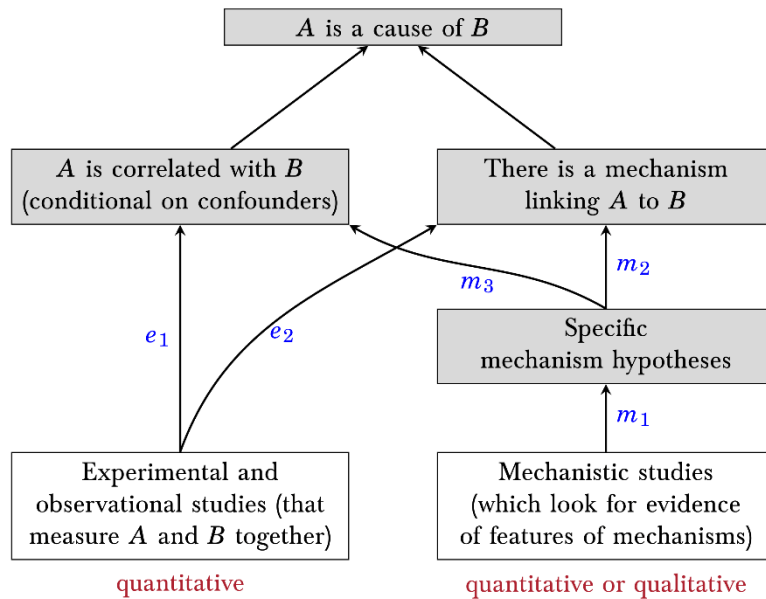 A is a cause of B
A is correlated with B
(conditional on confounders)
There is a mechanism
linking A to B
m₃
m₂
e₁
e₂
Specific
mechanism hypotheses
m₁
Experimental and
observational studies (that
measure A and B together)
Mechanistic studies
(which look for evidence
of features of mechanisms)
quantitative
quantitative or qualitative